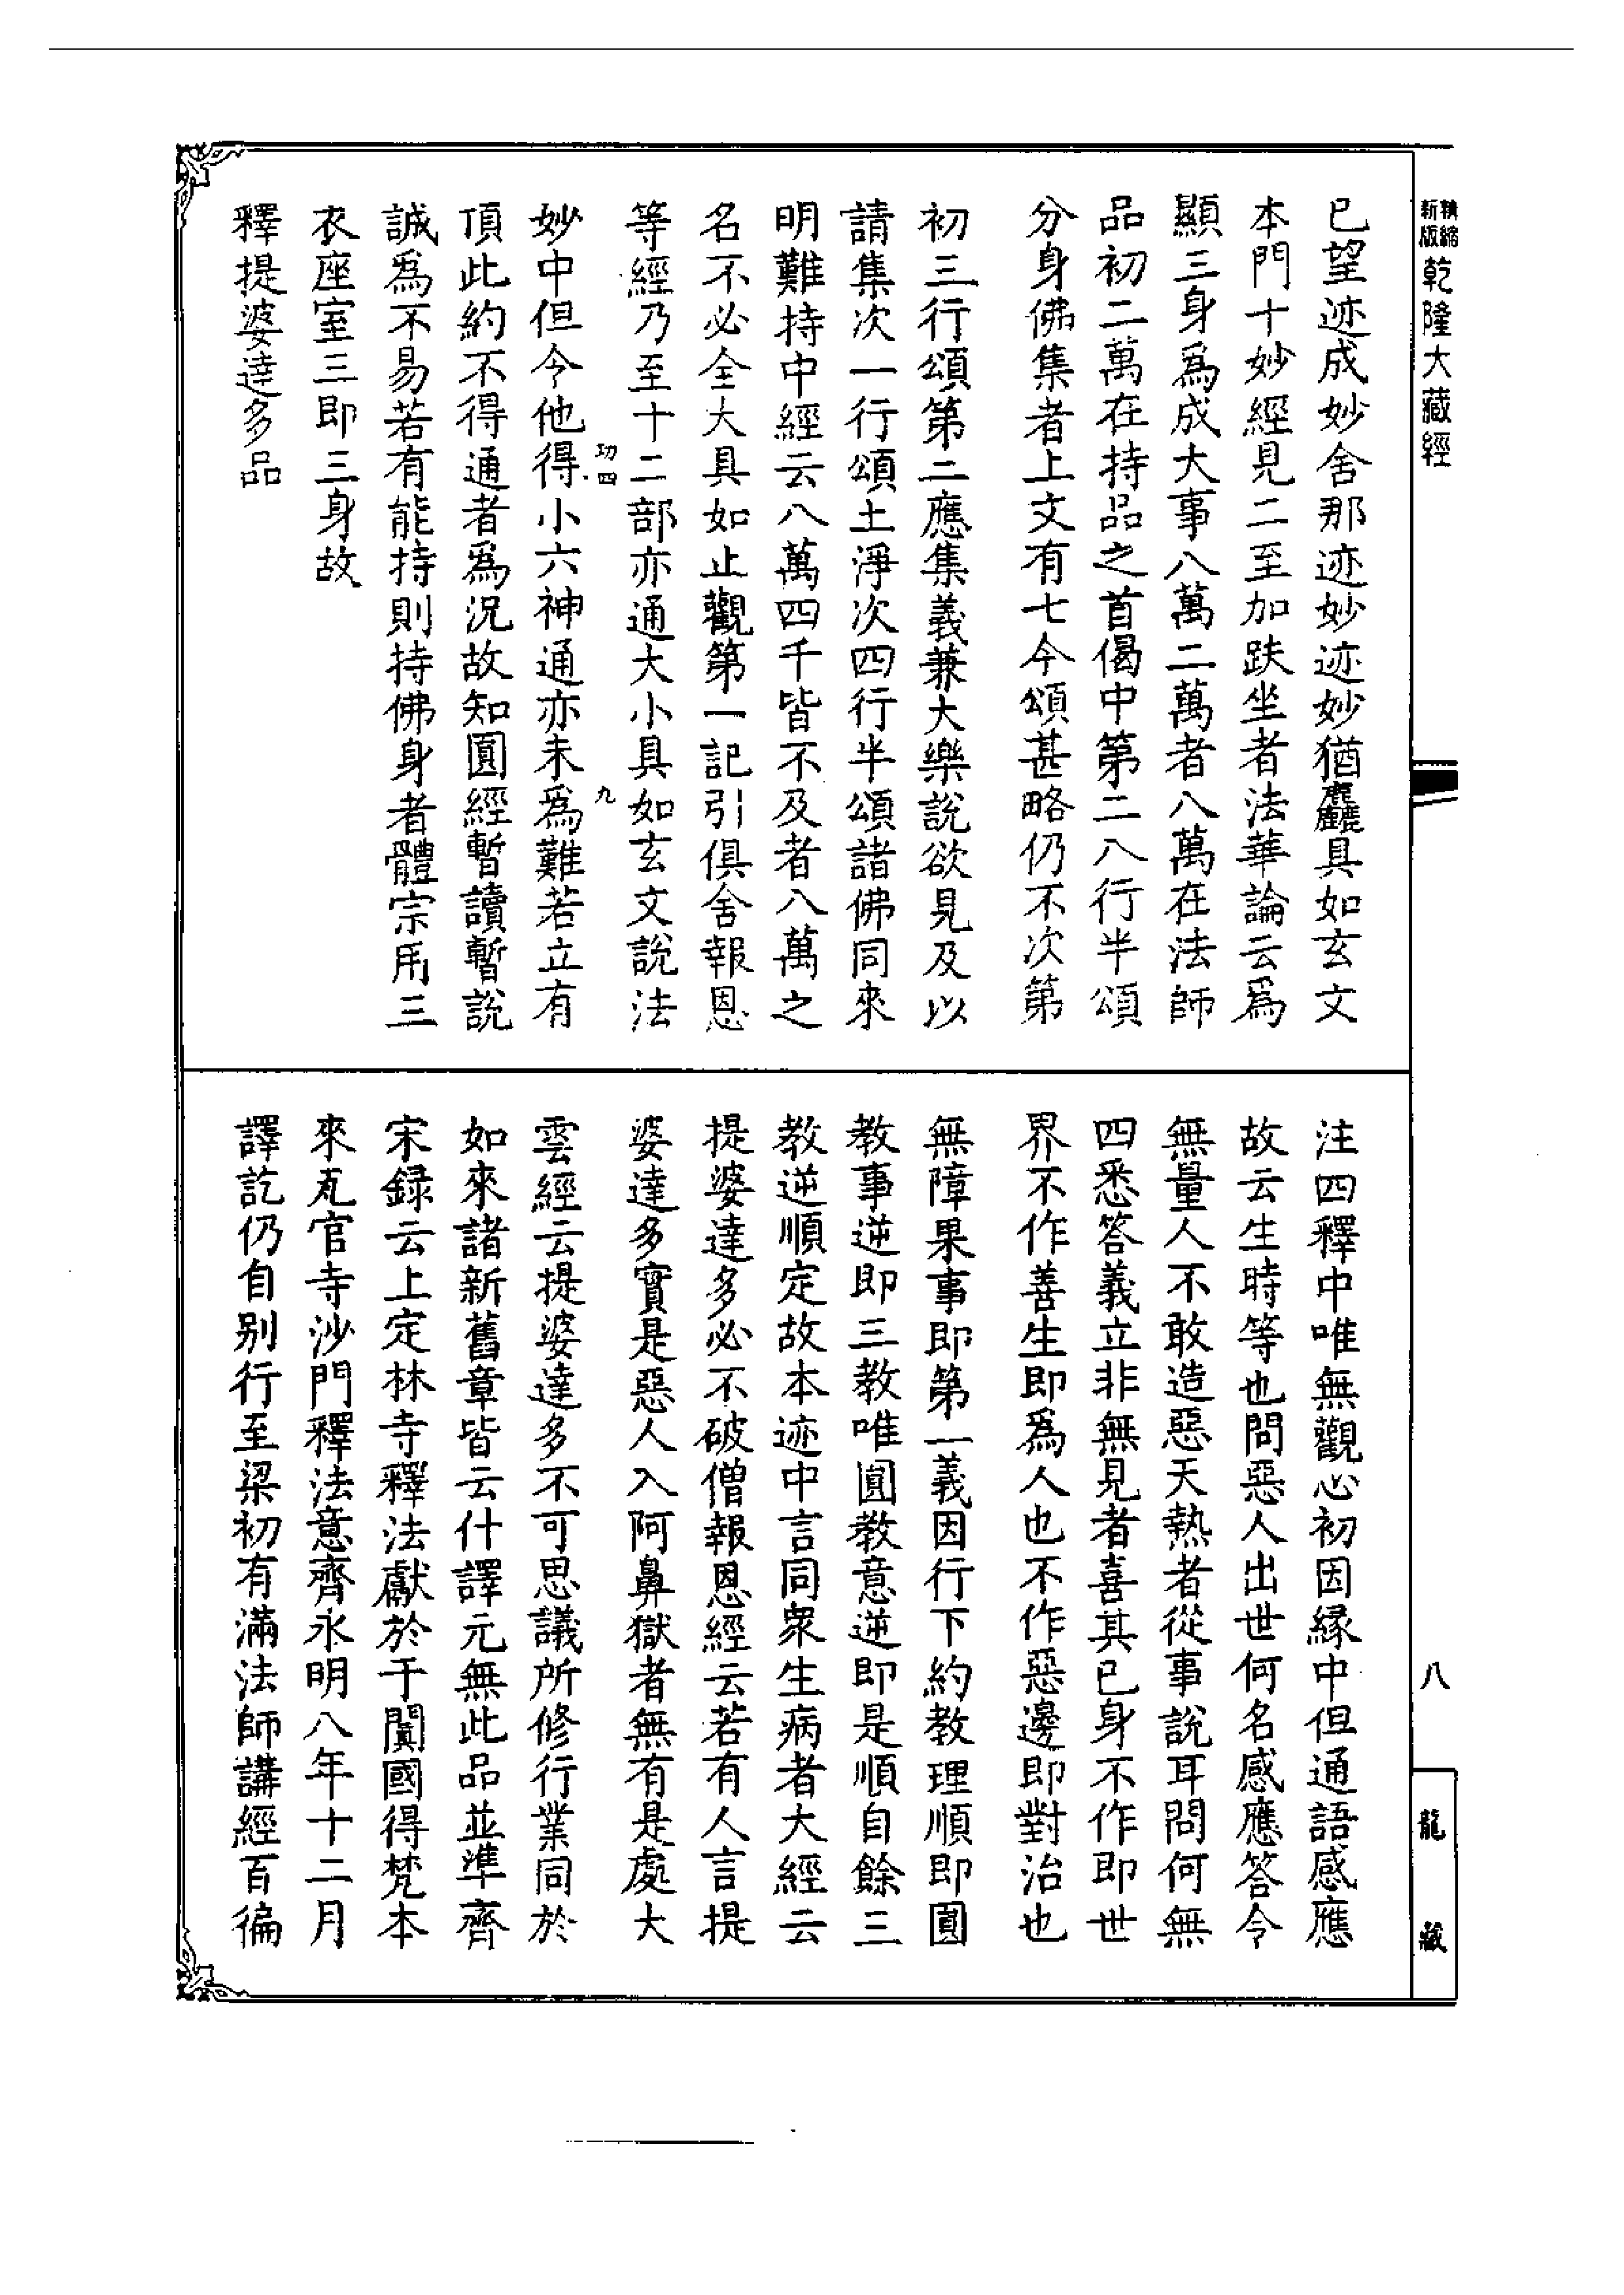 精縮新版乾隆大藏經
八
龍藏
已望迹成妙舍那迹妙迹妙猶麤具如玄文
本門十妙經見二至加趺坐者法華論云爲
顯三身爲成大事八萬二萬者八萬在法師
品初二萬在持品之首偈中第二八行半頌
分身佛集者上文有七今頌甚略仍不次第
初三行頌第二應集義兼大樂說欲見及以
請集次一行頌土淨次四行半頌諸佛同來
明難持中經云八萬四千皆不及者八萬之
名不必全大具如止觀第一記引俱舍報恩
等經乃至十二部亦通大小具如玄文說法
功四 九
妙中但令他得小六神通亦未爲難若立有
頂此約不得通者爲況故知圓經暫讀暫說
誠爲不易若有能持則持佛身者體宗用三
衣座室三即三身故
釋提婆達多品
注四釋中唯無觀心初因緣中但通語感應
故云生時等也問惡人出世何名感應答令
無量人不敢造惡天熱者從事說耳問何無
四悉答義立非無見者喜其已身不作即世
界不作善生即爲人也不作惡邊即對治也
無障果事即第一義因行下約教理順即圓
教事逆即三教唯圓教意逆即是順自餘三
教逆順定故本迹中言同衆生病者大經云
提婆達多必不破僧報恩經云若有人言提
婆達多實是惡人入阿鼻獄者無有是處大
雲經云提婆達多不可思議所修行業同於
如來諸新舊章皆云什譯元無此品並準齊
宋録云上定林寺釋法獻於于闐國得梵本
來瓦官寺沙門釋法意齊永明八年十二月
譯訖仍自别行至梁初有滿法師講經百徧